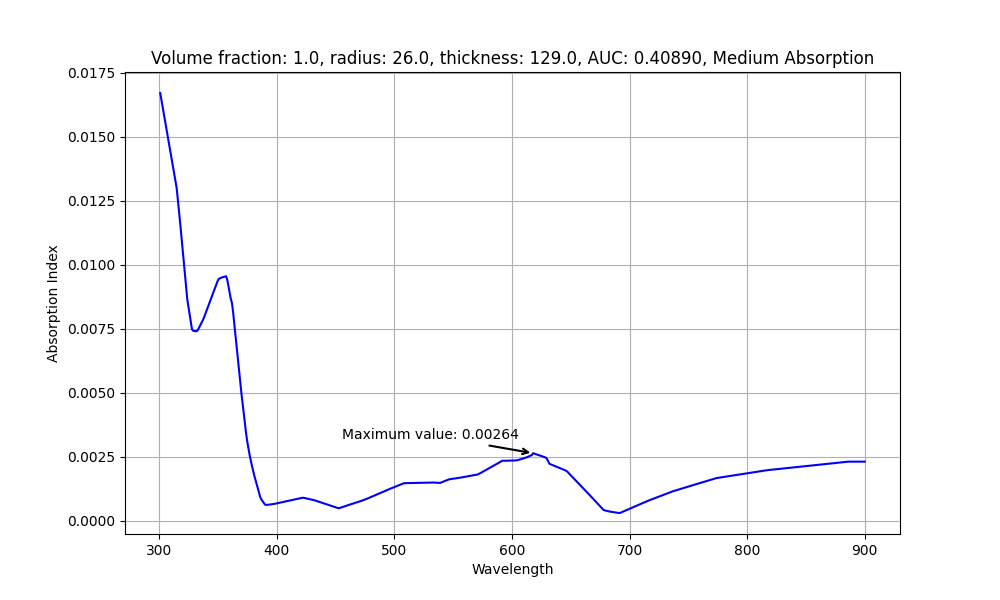 Volume fraction: 1.0, radius: 26.0, thickness: 129.0, AUC: 0.40890, Medium Absorption
0.0175
0.0150
0.0125
0.0100
0.0075
0.0050
0.0025
0.0000
Absorption Index
Maximum value: 0.00264
300 400 500 600 700 800 900
Wavelength